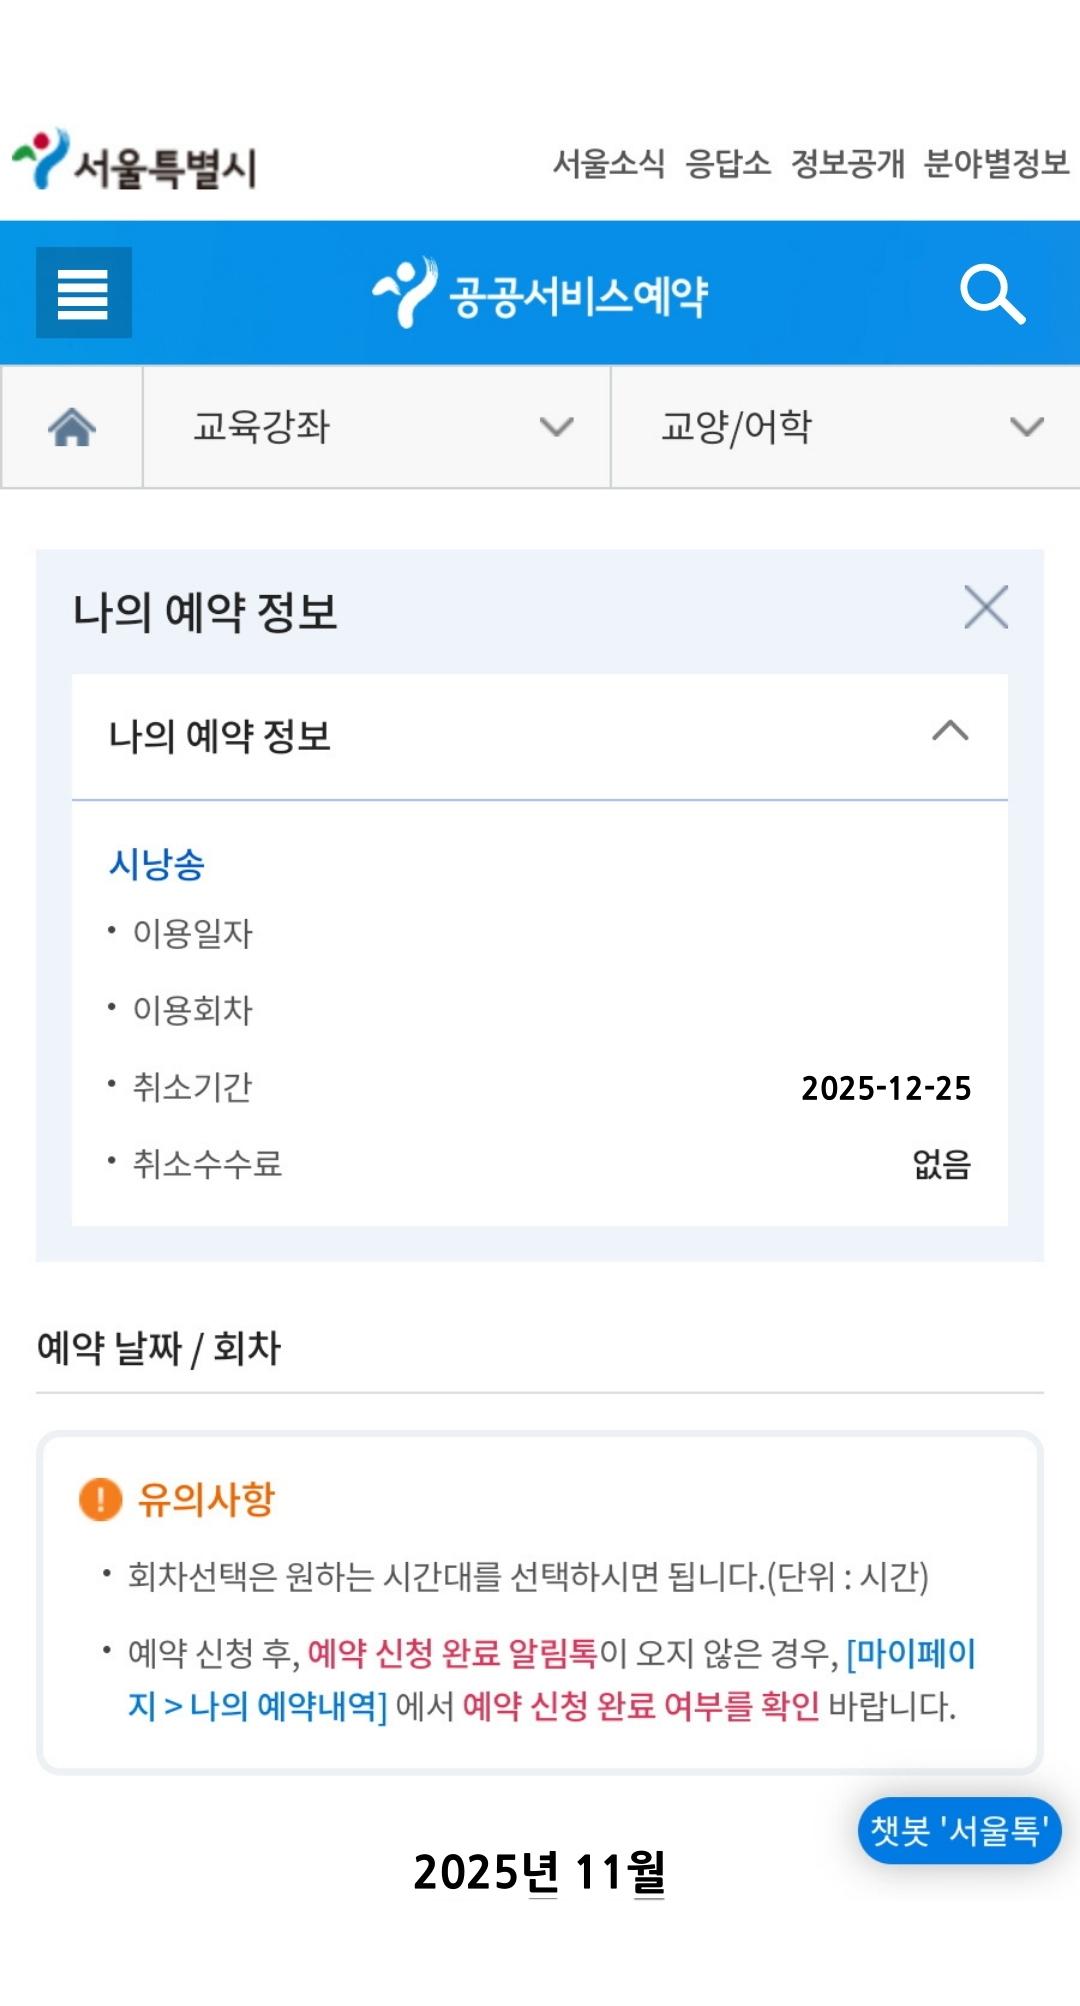 서울특별시
서울소식 응답소 정보공개 분야별정보
공공서비스예약
교육강좌
교양/어학
나의 예약 정보
나의 예약 정보
시낭송
• 이용일자
• 이용회차
• 취소기간 2025-12-25
• 취소수수료 없음
예약 날짜 / 회차
! 유의사항
• 회차선택은 원하는 시간대를 선택하시면 됩니다.(단위 : 시간)
• 예약 신청 후, 예약 신청 완료 알림톡이 오지 않은 경우, [마이페이
지 > 나의 예약내역] 에서 예약 신청 완료 여부를 확인 바랍니다.
챗봇 '서울톡'
2025년 11월